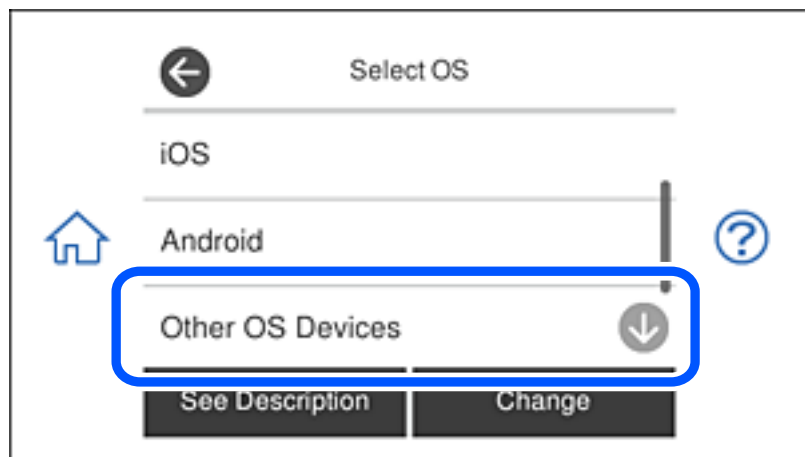 Select OS
iOS
Android
Other OS Devices
See Description
Change